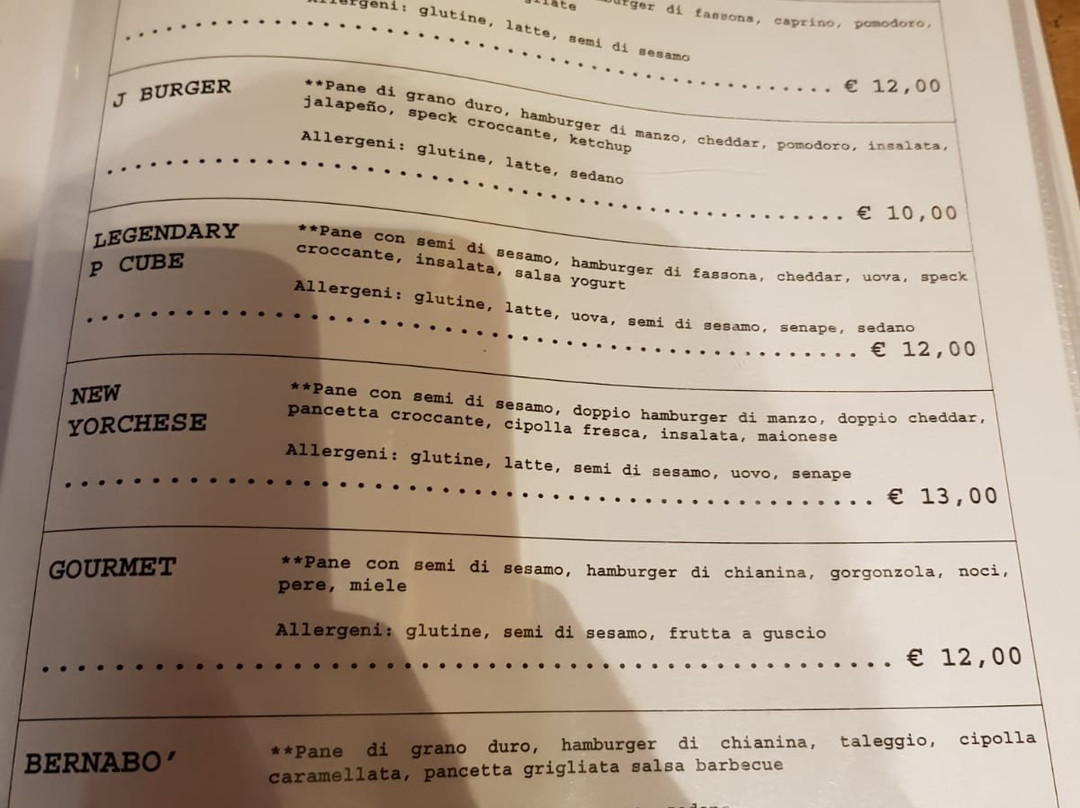 hamburger di fassona, caprino, pomodoro,
Allergeni: glutine, latte, semi di sesamo
€ 12,00
J BURGER
**Pane di grano duro, hamburger di manzo, cheddar, pomodoro, insalata,
jalapeño, speck croccante, ketchup
Allergeni: glutine, latte, sedano
€ 10,00
LEGENDARY
P CUBE
**Pane con semi di sesamo, hamburger di fassona, cheddar, uova, speck
croccante, insalata, salsa yogurt
Allergeni: glutine, latte, uova, semi di sesamo, senape, sedano
€ 12,00
NEW
YORCHESE
**Pane con semi di sesamo, doppio hamburger di manzo, doppio cheddar,
pancetta croccante, cipolla fresca, insalata, maionese
Allergeni: glutine, latte, semi di sesamo, uovo, senape
€ 13,00
GOURMET
**Pane con semi di sesamo, hamburger di chianina, gorgonzola, noci,
pere, miele
Allergeni: glutine, semi di sesamo, frutta a guscio
€ 12,00
BERNABO'
**Pane di grano duro, hamburger di chianina, taleggio, cipolla
caramellata, pancetta grigliata salsa barbecue